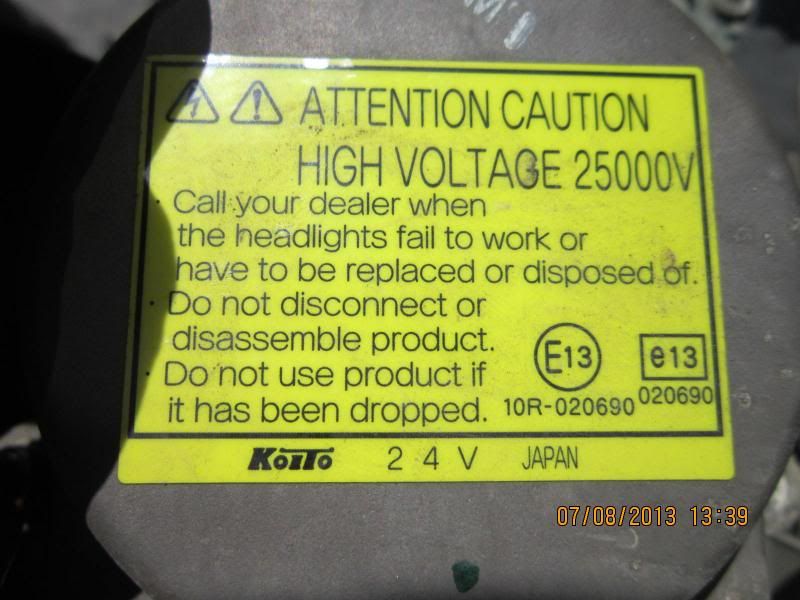 ATTENTION CAUTION
HIGH VOLTAGE 25000V
· Call your dealer when
the headlights fail to work or
have to be replaced or disposed of.
· Do not disconnect or
disassemble product.
· Do not use product if
it has been dropped.
E13
10R-020690
e13
020690
KOITO 24V JAPAN
07/08/2013 13:39